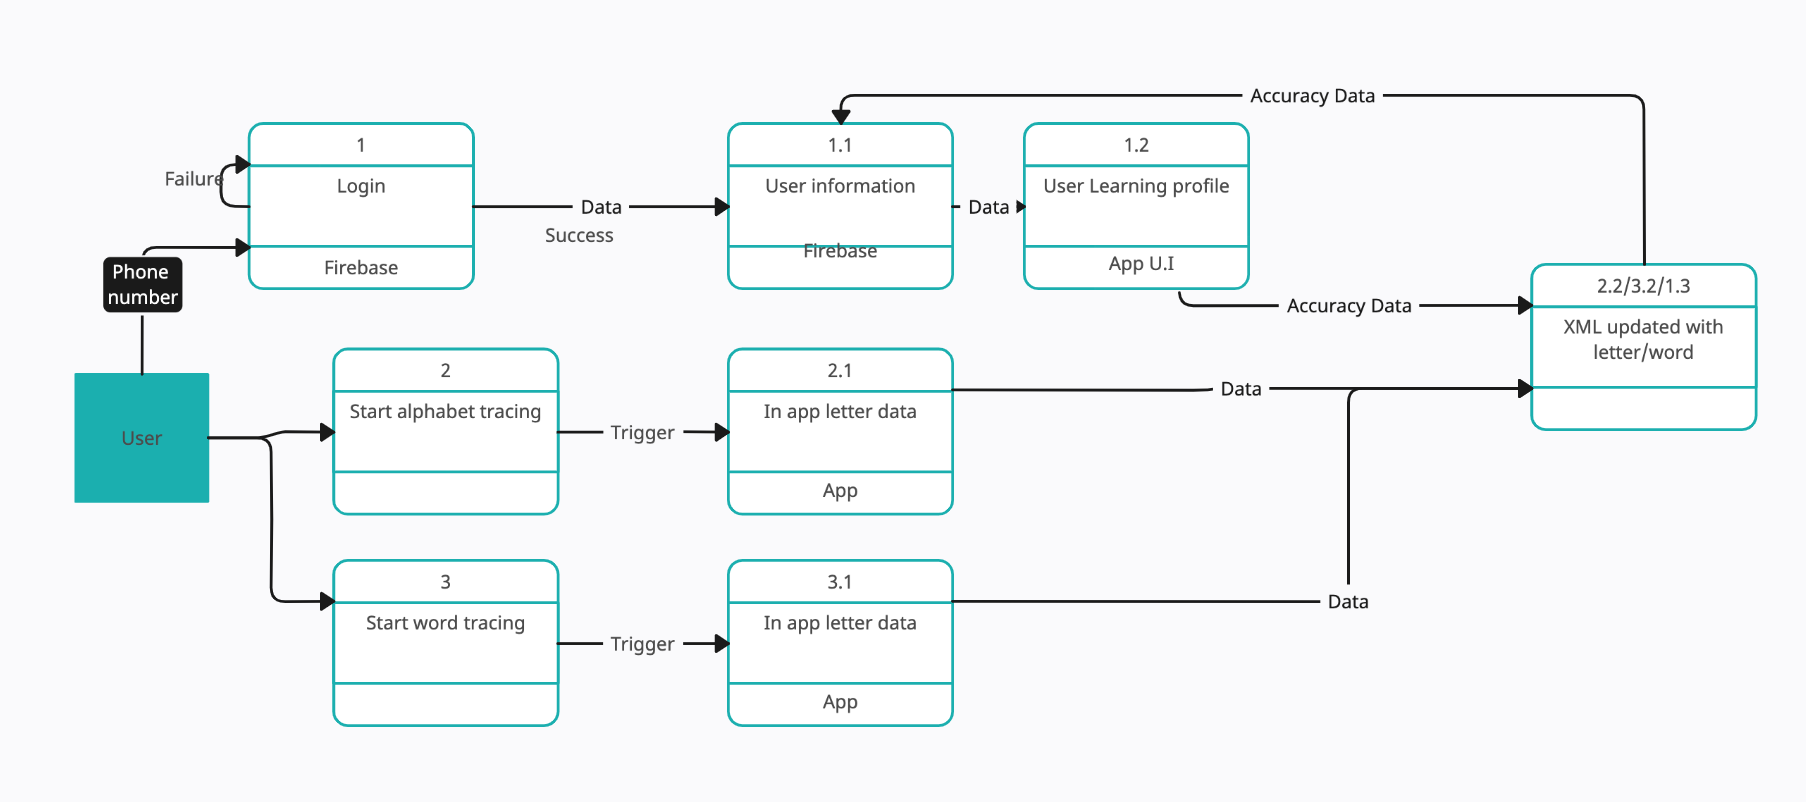 Accuracy Data
1
Login
Firebase
Failure
Phone
number
User
Data
Success
1.1
User information
Firebase
Data
1.2
User Learning profile
App U.I
Accuracy Data
2.2/3.2/1.3
XML updated with
letter/word
2
Start alphabet tracing
Trigger
2.1
In app letter data
App
Data
3
Start word tracing
Trigger
3.1
In app letter data
App
Data